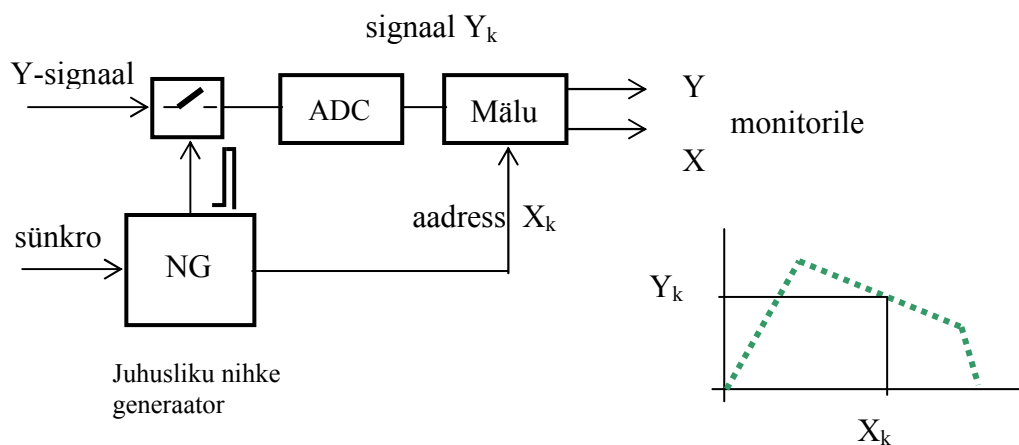 signaal Yk
Y-signaal
ADC
Mälu
Y
X
monitorile
sünkro
NG
aadress Xk
Juhusliku nihke
generaator
Yk
Xk